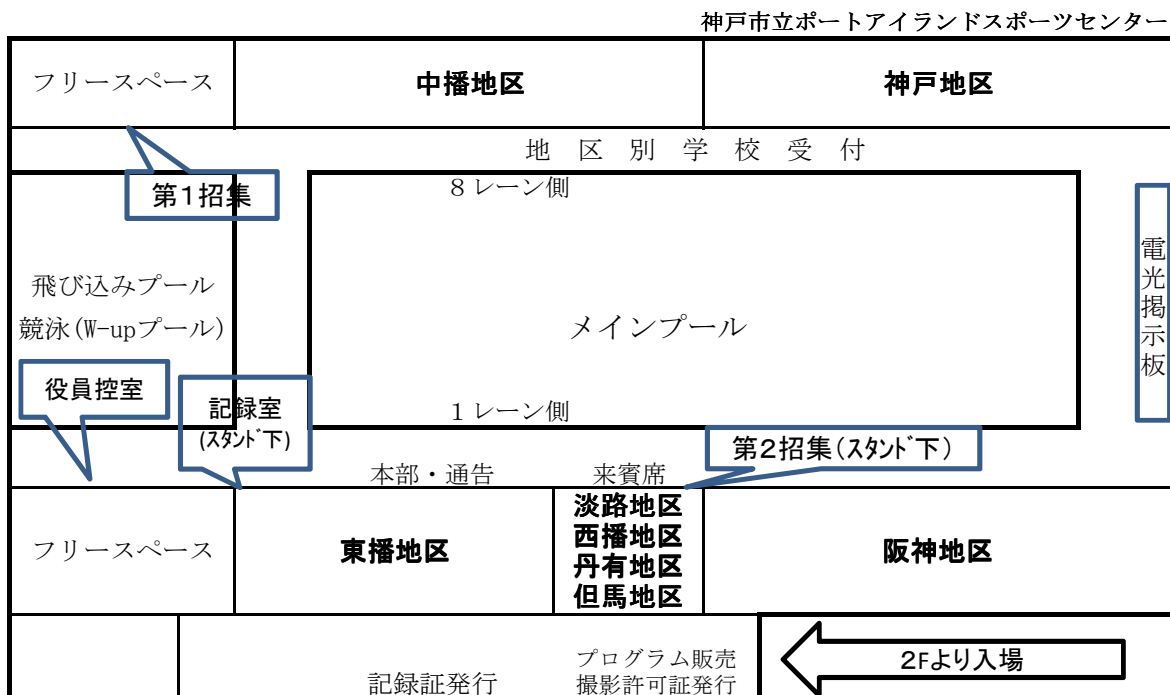 神戸市立ポートアイランドスポーツセンター
フリースペース
中播地区
神戸地区
地区別学校受付
第1招集
8レーン側
電光掲示板
飛び込みプール
競泳(W-upプール)
メインプール
役員控室
記録室
(スタンド下)
1レーン側
第2招集(スタンド下)
本部・通告
来賓席
フリースペース
東播地区
淡路地区
西播地区
丹有地区
但馬地区
阪神地区
2Fより入場
記録証発行
プログラム販売
撮影許可証発行